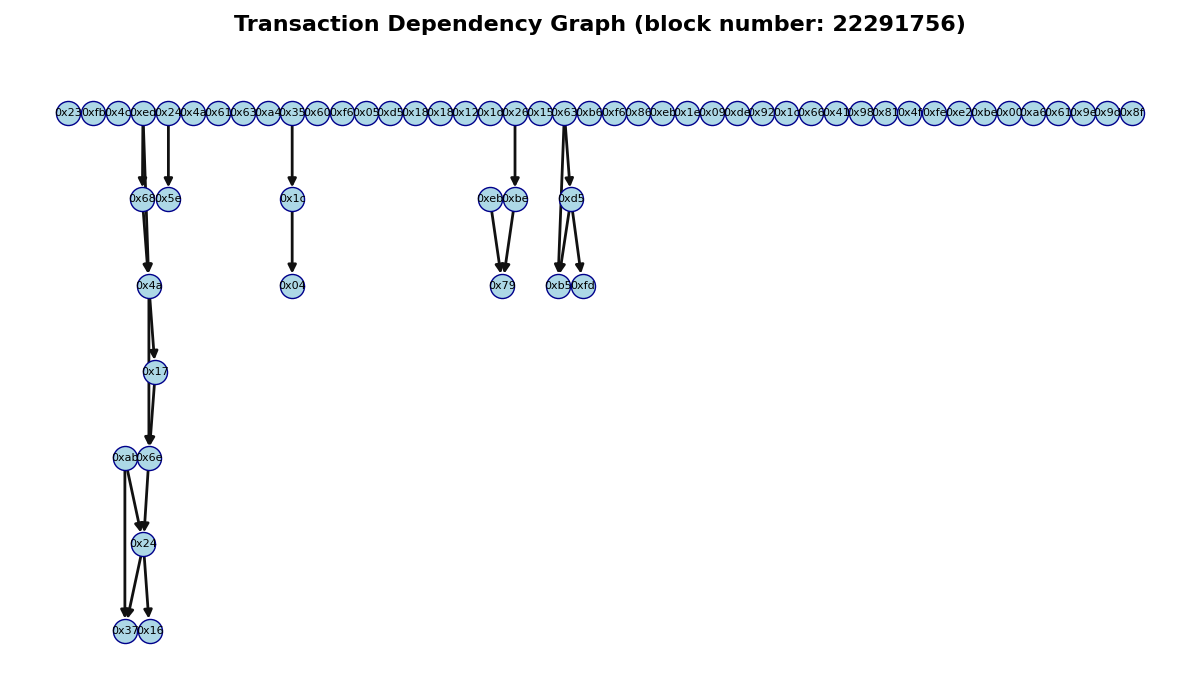 Transaction Dependency Graph (block number: 22291756)
0x23 0xfb 0x4c 0xed 0x24 0x4a 0x61 0x63 0xa4 0x35 0x60 0xf6 0x05 0xd5 0x18 0x18 0x12 0x1d 0x26 0x15 0x63 0xb6 0xf6 0x86 0xeb 0x1e 0x09 0xde 0x92 0x1c 0x66 0x41 0x98 0x81 0x4f 0xfe 0xe2 0xbe 0x00 0xa6 0x61 0x9e 0x9d 0x8f
0x68 0x5e 0x1c 0xeb 0xbe 0xd5
0x4a 0x04 0x79 0xb5 0xfd
0x17
0xab 0x6e
0x24
0x37 0x16